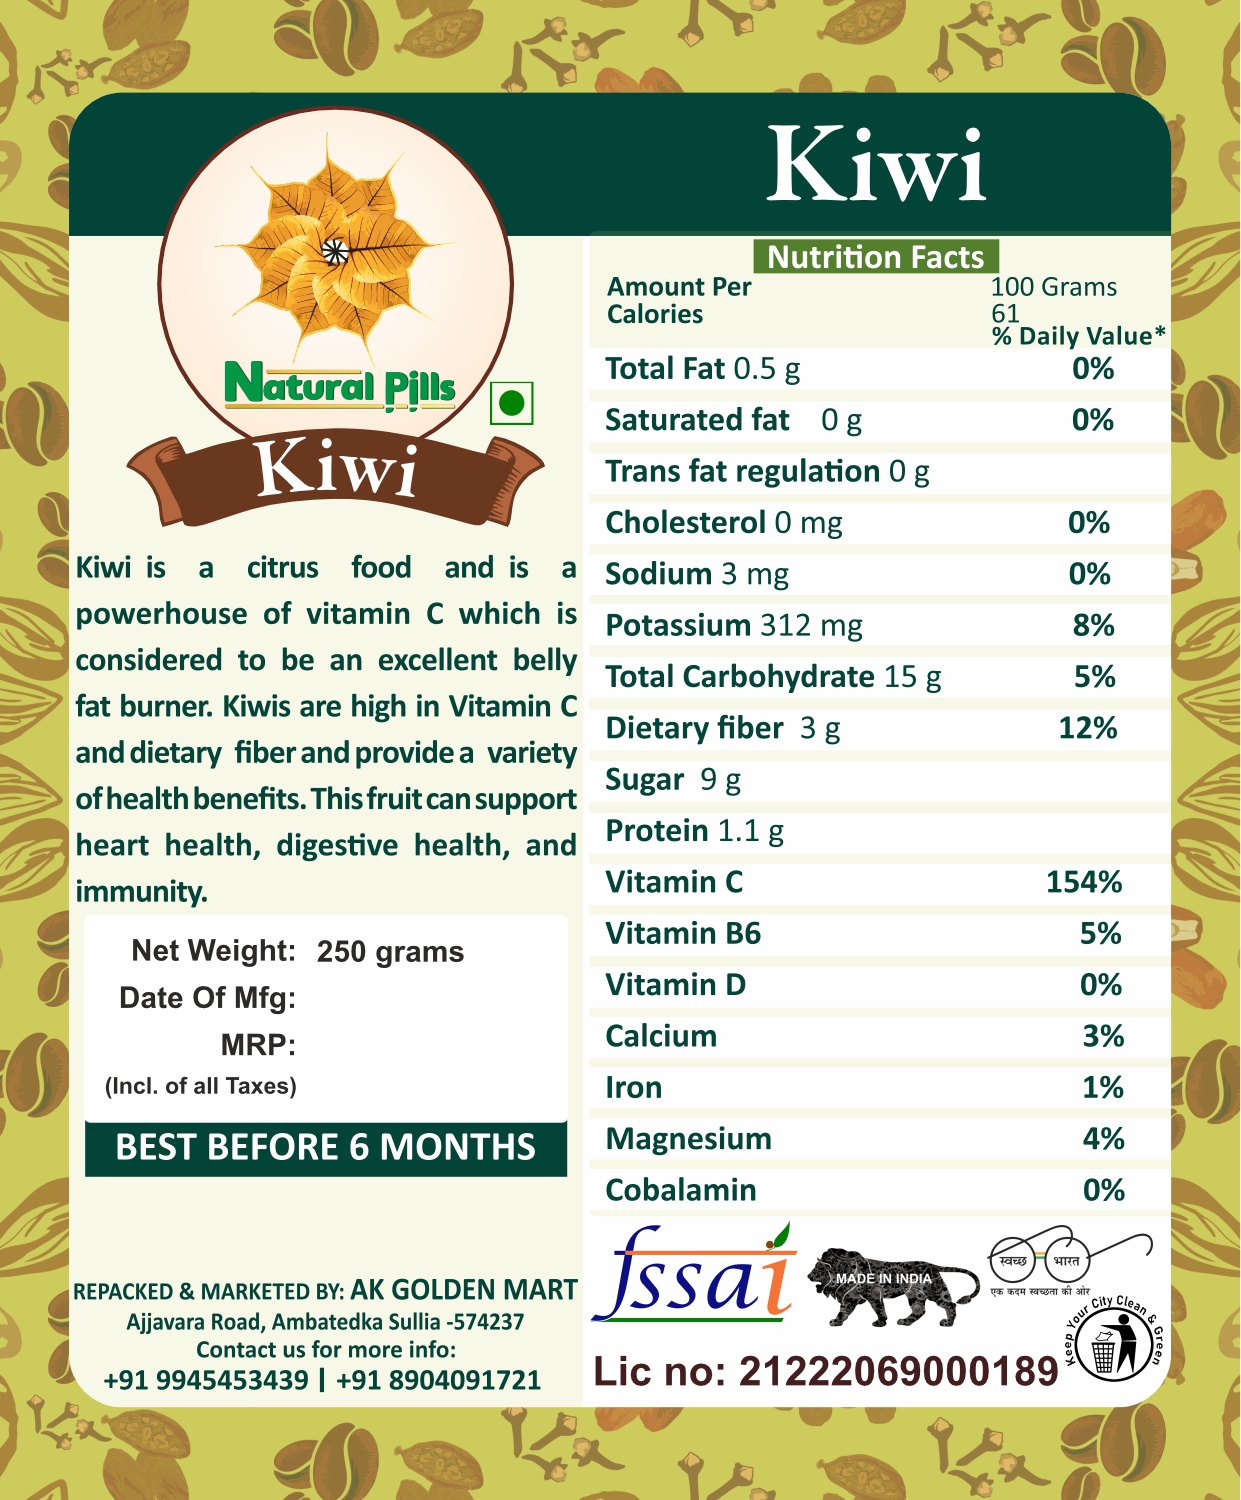 Kiwi
Natural Pills
Kiwi
Kiwi is a citrus food and is a
powerhouse of vitamin C which is
considered to be an excellent belly
fat burner. Kiwis are high in Vitamin C
and dietary fiber and provide a variety
of health benefits. This fruit can support
heart health, digestive health, and
immunity.
Net Weight: 250 grams
Date Of Mfg:
MRP:
(Incl. of all Taxes)
BEST BEFORE 6 MONTHS
REPACKED & MARKETED BY: AK GOLDEN MART
Ajjavara Road, Ambatedka Sullia -574237
Contact us for more info:
+91 9945453439 | +91 8904091721
Nutrition Facts
Amount Per 100 Grams
Calories 61
% Daily Value*
Total Fat 0.5 g 0%
Saturated fat 0 g 0%
Trans fat regulation 0 g
Cholesterol 0 mg 0%
Sodium 3 mg 0%
Potassium 312 mg 8%
Total Carbohydrate 15 g 5%
Dietary fiber 3 g 12%
Sugar 9 g
Protein 1.1 g
Vitamin C 154%
Vitamin B6 5%
Vitamin D 0%
Calcium 3%
Iron 1%
Magnesium 4%
Cobalamin 0%
fssai
MADE IN INDIA
स्वच्छ भारत
एक कदम स्वच्छता की ओर
Keep Your City Clean & Green
Lic no: 21222069000189